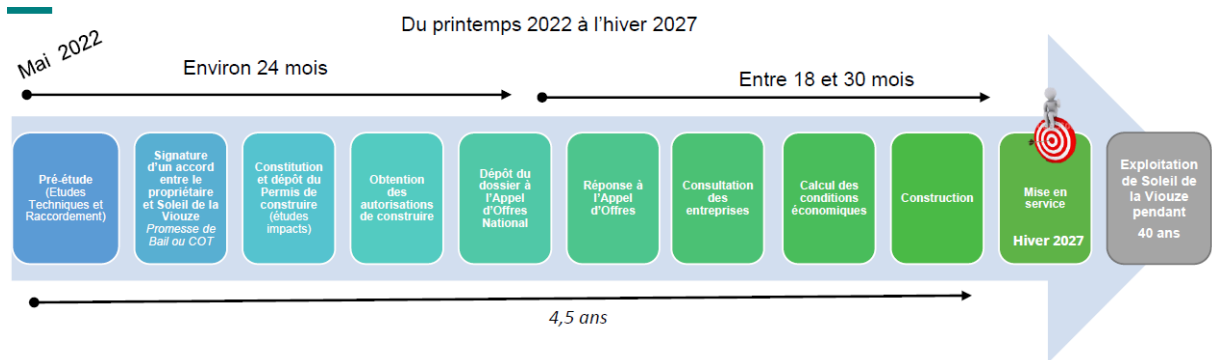 Du printemps 2022 à l’hiver 2027
Mai 2022
Environ 24 mois
Entre 18 et 30 mois
Pré-étude
(Etudes
Techniques et
Raccordement)
Signature
d’un accord
entre le
propriétaire
et Soleil de la
Viouze
Promesse de
Bail ou COT
Constitution
et dépôt du
Permis de
construire
(études
impacts)
Obtention
des
autorisations
de construire
Dépôt du
dossier à
l’Appel
d’Offres
National
Réponse à
l’Appel
d’Offres
Consultation
des
entreprises
Calcul des
conditions
économiques
Construction
Mise en
service
Hiver 2027
Exploitation
de Soleil de
la Viouze
pendant
40 ans
4,5 ans